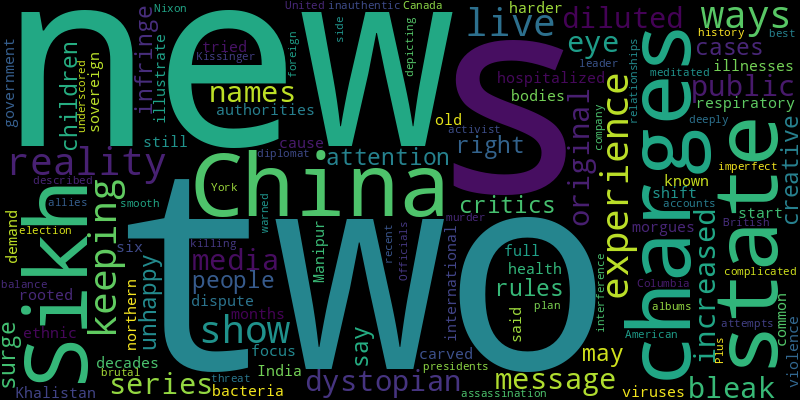 new
S
two
China
state
charges
Sikh
live
diluted
ways
eye
cases
illnesses
public
respiratory
names
authorities
infringe
illustrate
children
sovereign
underscored
government
Nixon
tried
Kissinger
United
inauthentic
Canada
side
foreign
depicting
harder
history
best
leader
relationships
meditated
deeply
hospitalized
bodies
old
activist
right
company
original
experience
creative
imperfect
known
shift
accounts
start
morgues
British
reality
still
cause
diplomat
attention
described
allies
smooth
York
critics
demand
election
keeping
six
unhappy
northern
media
people
dispute
killing
warned
Manipur
recent
Officials
murder
international
full
health
rules
plan
said
interference
increased
complicated
Columbia
albums
American
attempts
Plus
common
violence
balance
rooted
ethnic
surge
Khalistan
decades
brutal
series
threat
bacteria
months
show
focus
India
say
carved
presidents
dystopian
message
assassination
may
viruses
bleak